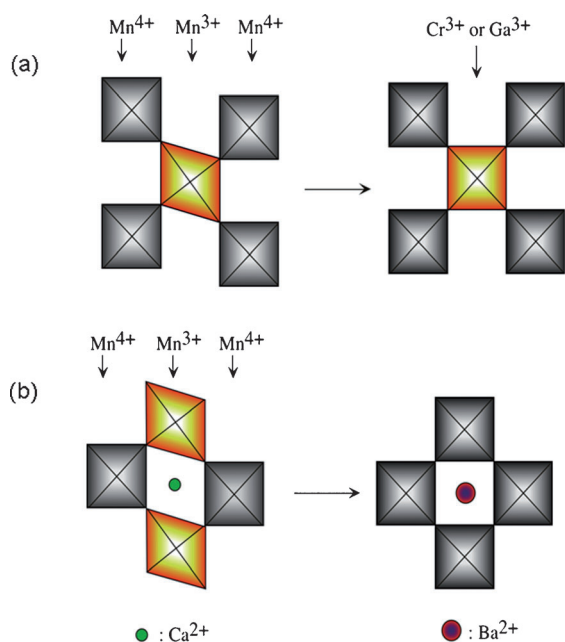 Mn4+ Mn3+ Mn4+
Cr3+ or Ga3+
(a)
Mn4+ Mn3+ Mn4+
(b)
: Ca2+ : Ba2+